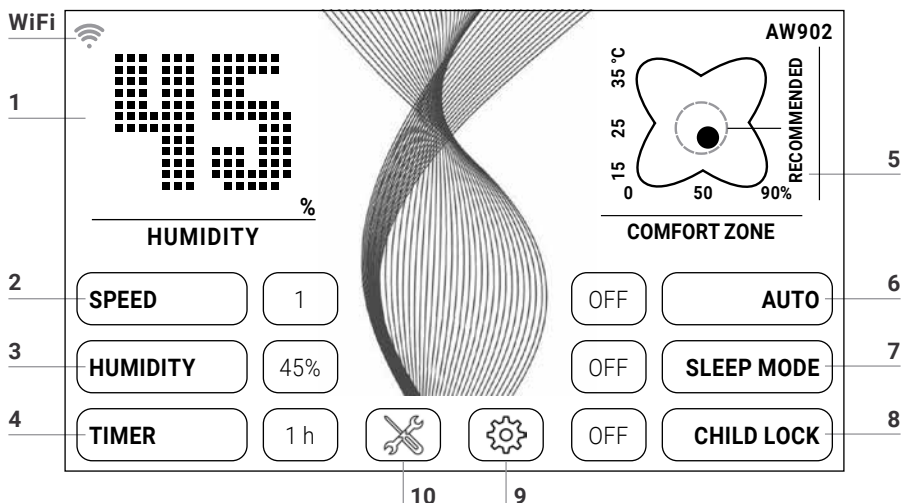 WiFi
AW902
1
45
%
HUMIDITY
35 °C
25
15
0 50 90%
RECOMMENDED
5
COMFORT ZONE
2
SPEED 1
OFF AUTO
6
3
HUMIDITY 45%
OFF SLEEP MODE
7
4
TIMER 1 h
OFF CHILD LOCK
8
10
9